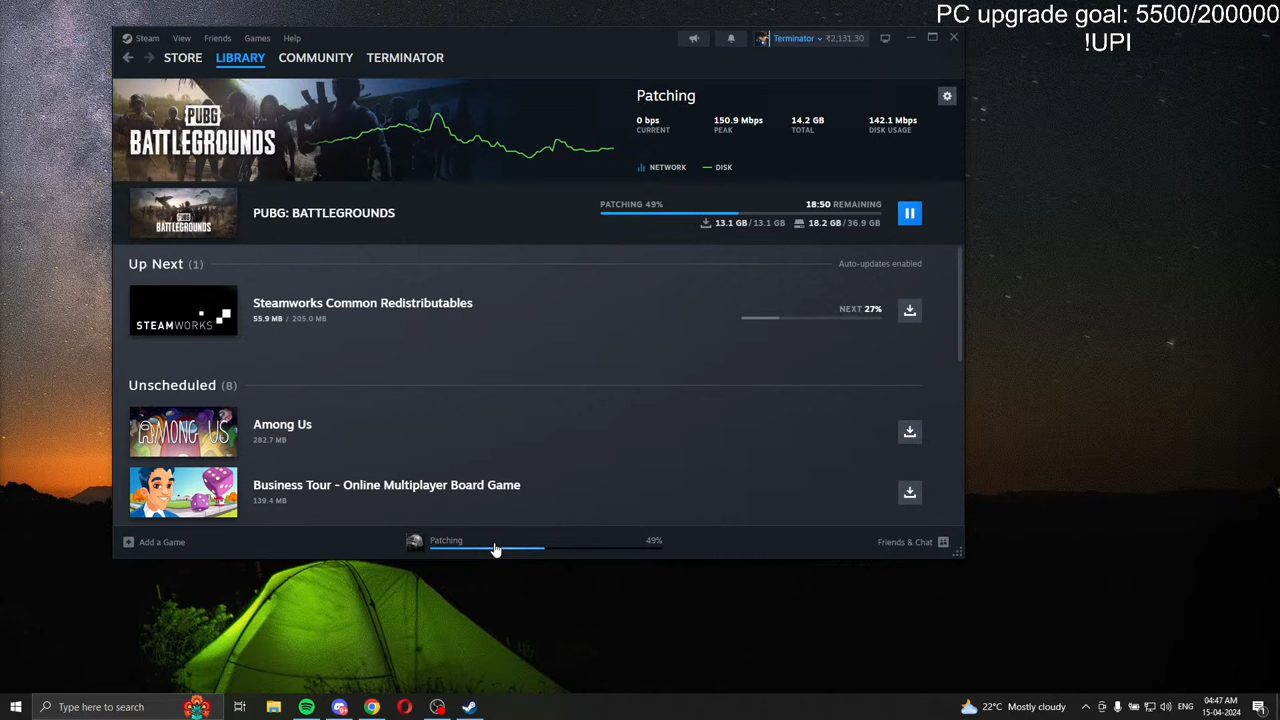 PC upgrade goal: 5500/200000
!UPI
Steam View Friends Games Help
Terminator ₹2,131.30
STORE LIBRARY COMMUNITY TERMINATOR
PUBG
BATTLEGROUNDS
Patching
0 bps 150.9 Mbps 14.2 GB 142.1 Mbps
CURRENT PEAK TOTAL DISK USAGE
NETWORK DISK
PUBG
BATTLEGROUNDS
PUBG: BATTLEGROUNDS
PATCHING 49% 18:50 REMAINING
13.1 GB / 13.1 GB 18.2 GB / 36.9 GB
Up Next (1) Auto-updates enabled
STEAMWORKS
Steamworks Common Redistributables
55.9 MB / 205.0 MB
NEXT 27%
Unscheduled (8)
AMONG US
Among Us
282.7 MB
Business Tour - Online Multiplayer Board Game
139.4 MB
Add a Game
Patching 49%
Friends & Chat
Type here to search
22°C Mostly cloudy
ENG
04:47 AM
15-04-2024
1